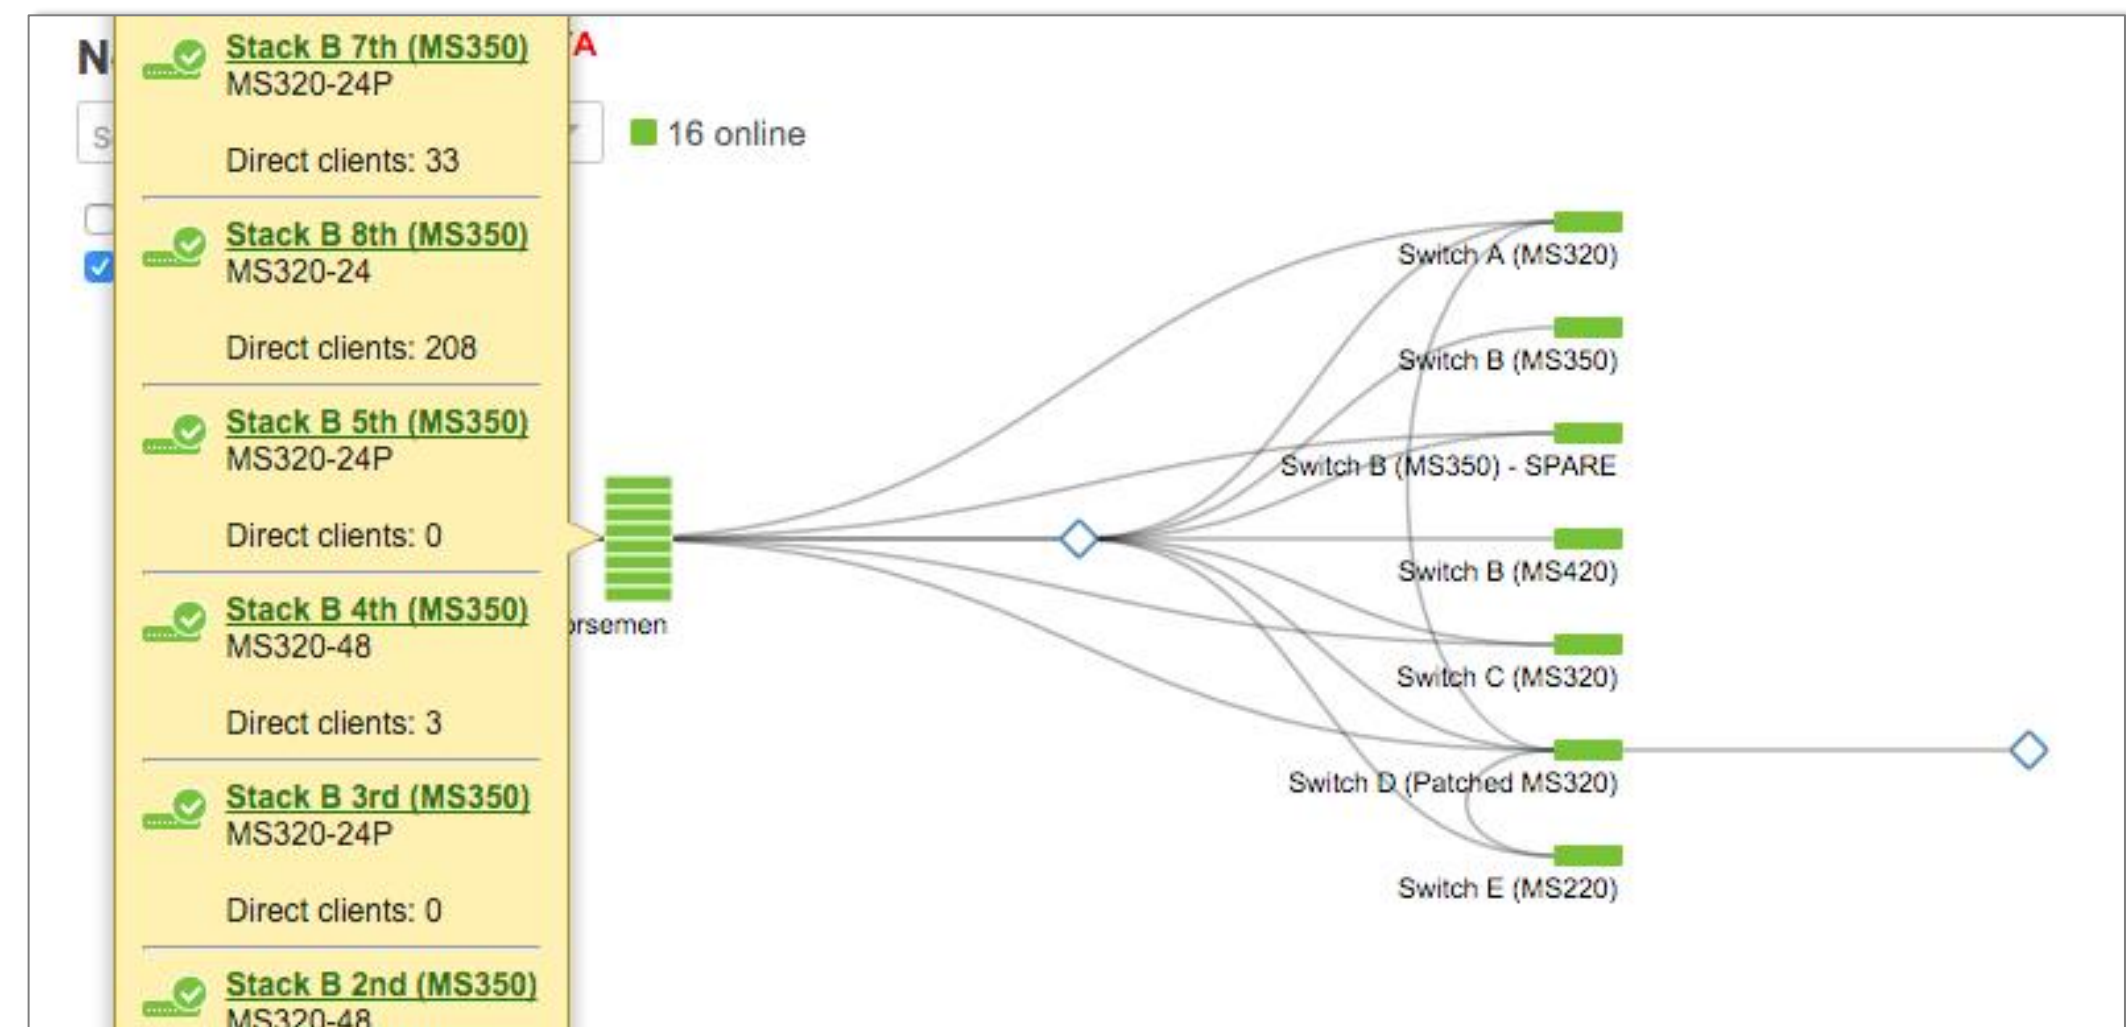 Stack B 7th (MS350)
MS320-24P
Direct clients: 33
Stack B 8th (MS350)
MS320-24
Direct clients: 208
Stack B 5th (MS350)
MS320-24P
Direct clients: 0
Stack B 4th (MS350)
MS320-48
Direct clients: 3
Stack B 3rd (MS350)
MS320-24P
Direct clients: 0
Stack B 2nd (MS350)
MS320-48
N
A
16 online
orsemen
Switch A (MS320)
Switch B (MS350)
Switch B (MS350) - SPARE
Switch B (MS420)
Switch C (MS320)
Switch D (Patched MS320)
Switch E (MS220)